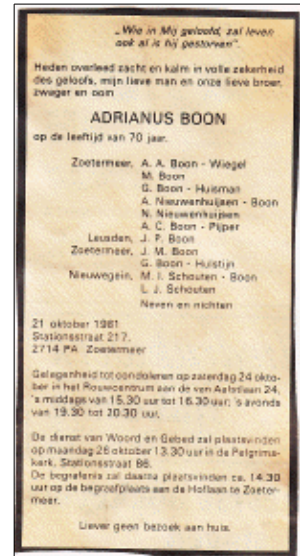 „Wie in Mij geloofd, zal leven
ook al is hij gestorven".
Heden overleed zacht en kalm in volle zekerheid
des geloofs, mijn lieve man en onze lieve broer,
zwager en oom
ADRIANUS BOON
op de leeftijd van 70 jaar.
Zoetermeer, A. A. Boon - Wiegel
M. Boon
G. Boon - Huisman
A. Nieuwenhuijsen - Boon
N. Nieuwenhuijsen
A. C. Boon - Pijper
Leusden, J. P. Boon
Zoetermeer, J. M. Boon
G. Boon - Hulstijn
Nieuwegein, M. I. Schouten - Boon
L. J. Schouten
Neven en nichten
21 oktober 1981
Stationsstraat 217,
2714 PA Zoetermeer
Gelegenheid tot condoleren op zaterdag 24 okto-
ber in het Rouwcentrum aan de van Aalstlaan 24,
's middags van 15.30 uur tot 16.30 uur; 's avonds
van 19.30 tot 20.30 uur.
De dienst van Woord en Gebed zal plaatsvinden
op maandag 26 oktober 13.30 uur in de Pelgrims-
kerk, Stationsstraat 86.
De begrafenis zal daarna plaatsvinden ca. 14.30
uur op de begraafplaats aan de Hoflaan te Zoeter-
meer.
Liever geen bezoek aan huis.